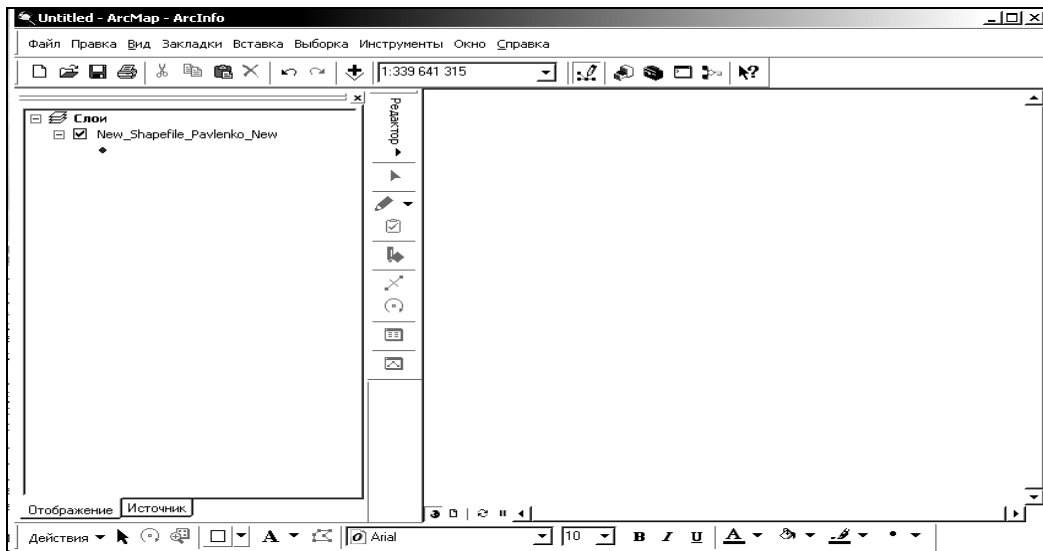 Untitled - ArcMap - ArcInfo
Файл Правка Вид Закладки Вставка Выборка Инструменты Окно Справка
1:339 641 315
Слои
New_Shapefile_Pavlenko_New
Редактор
Отображение Источник
Действия A Arial 10 B I U A